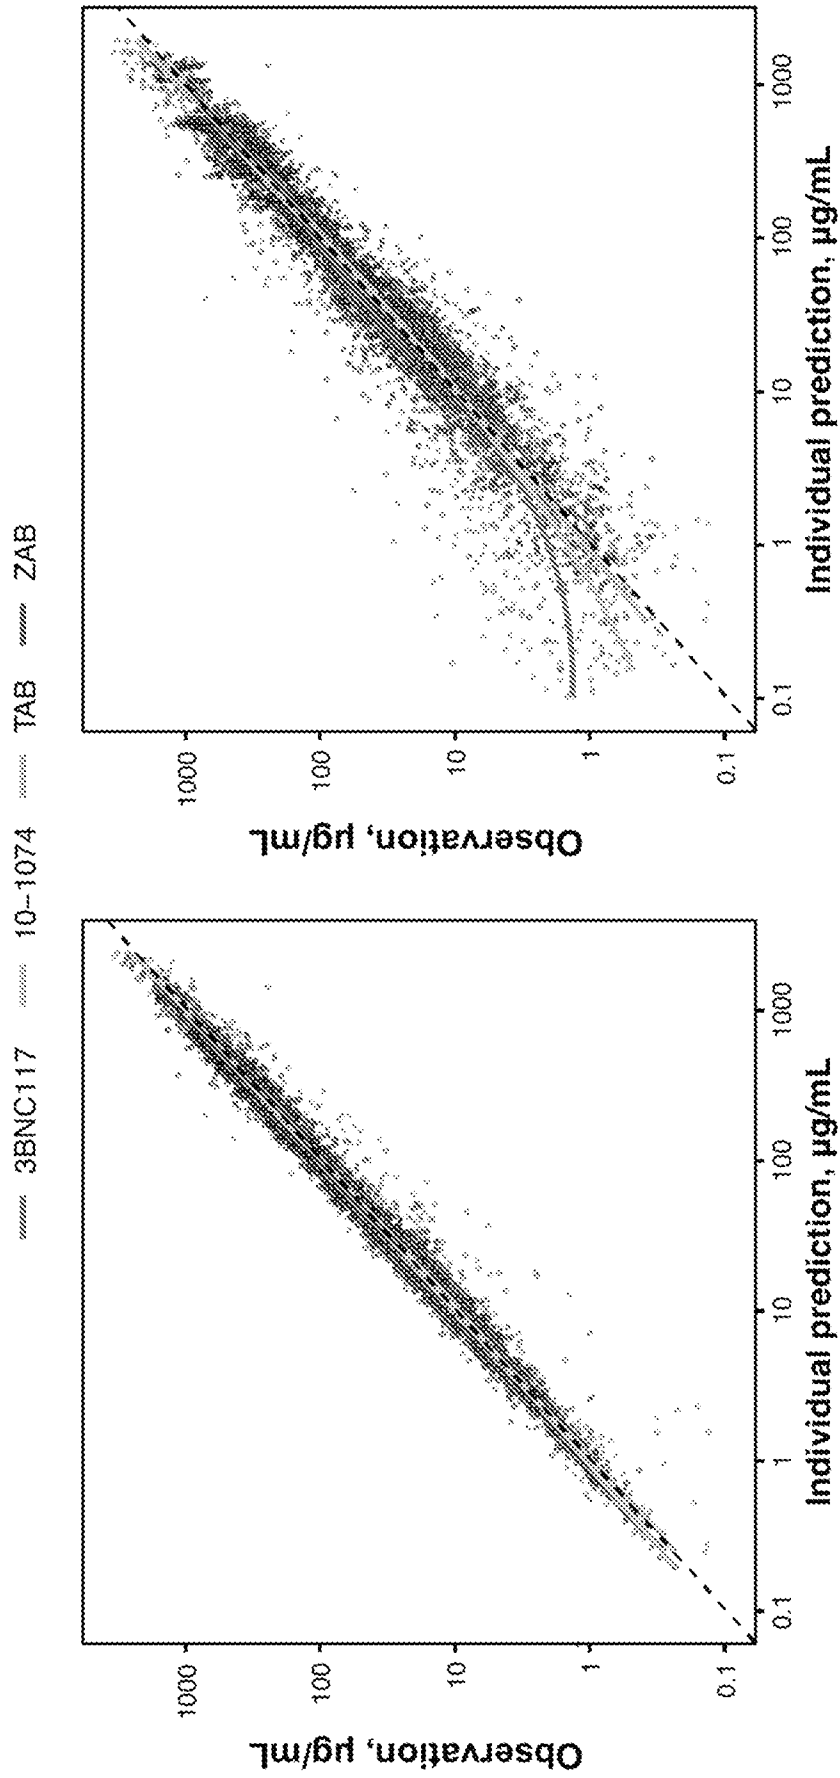 3BNC117 10-1074 TAB ZAB
Observation, µg/mL
1000
100
10
1
0.1
0.1 1 10 100 1000
Individual prediction, µg/mL
Observation, µg/mL
1000
100
10
1
0.1
0.1 1 10 100 1000
Individual prediction, µg/mL